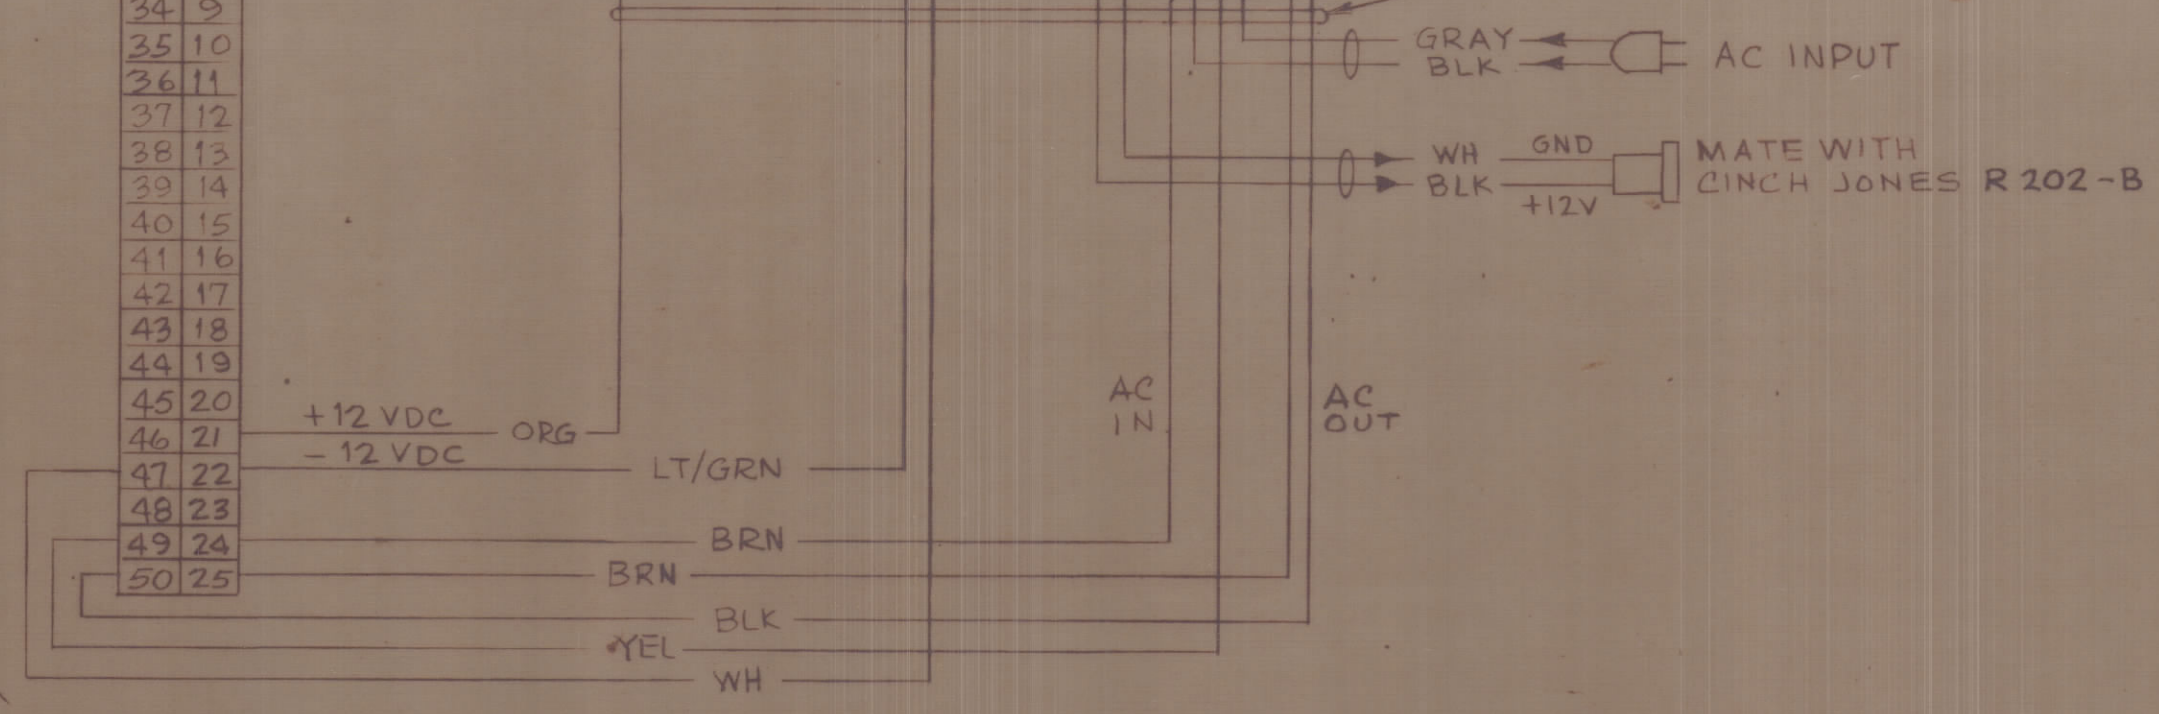 34 9
35 10
36 11
37 12
38 13
39 14
40 15
41 16
42 17
43 18
44 19
45 20
46 21
47 22
48 23
49 24
50 25
+12 VDC
ORG
- 12 VDC
LT/GRN
BRN
BRN
BLK
YEL
WH
AC
IN
AC
OUT
GRAY
BLK
AC INPUT
WH GND
BLK
+12V
MATE WITH
CINCH JONES R 202-B